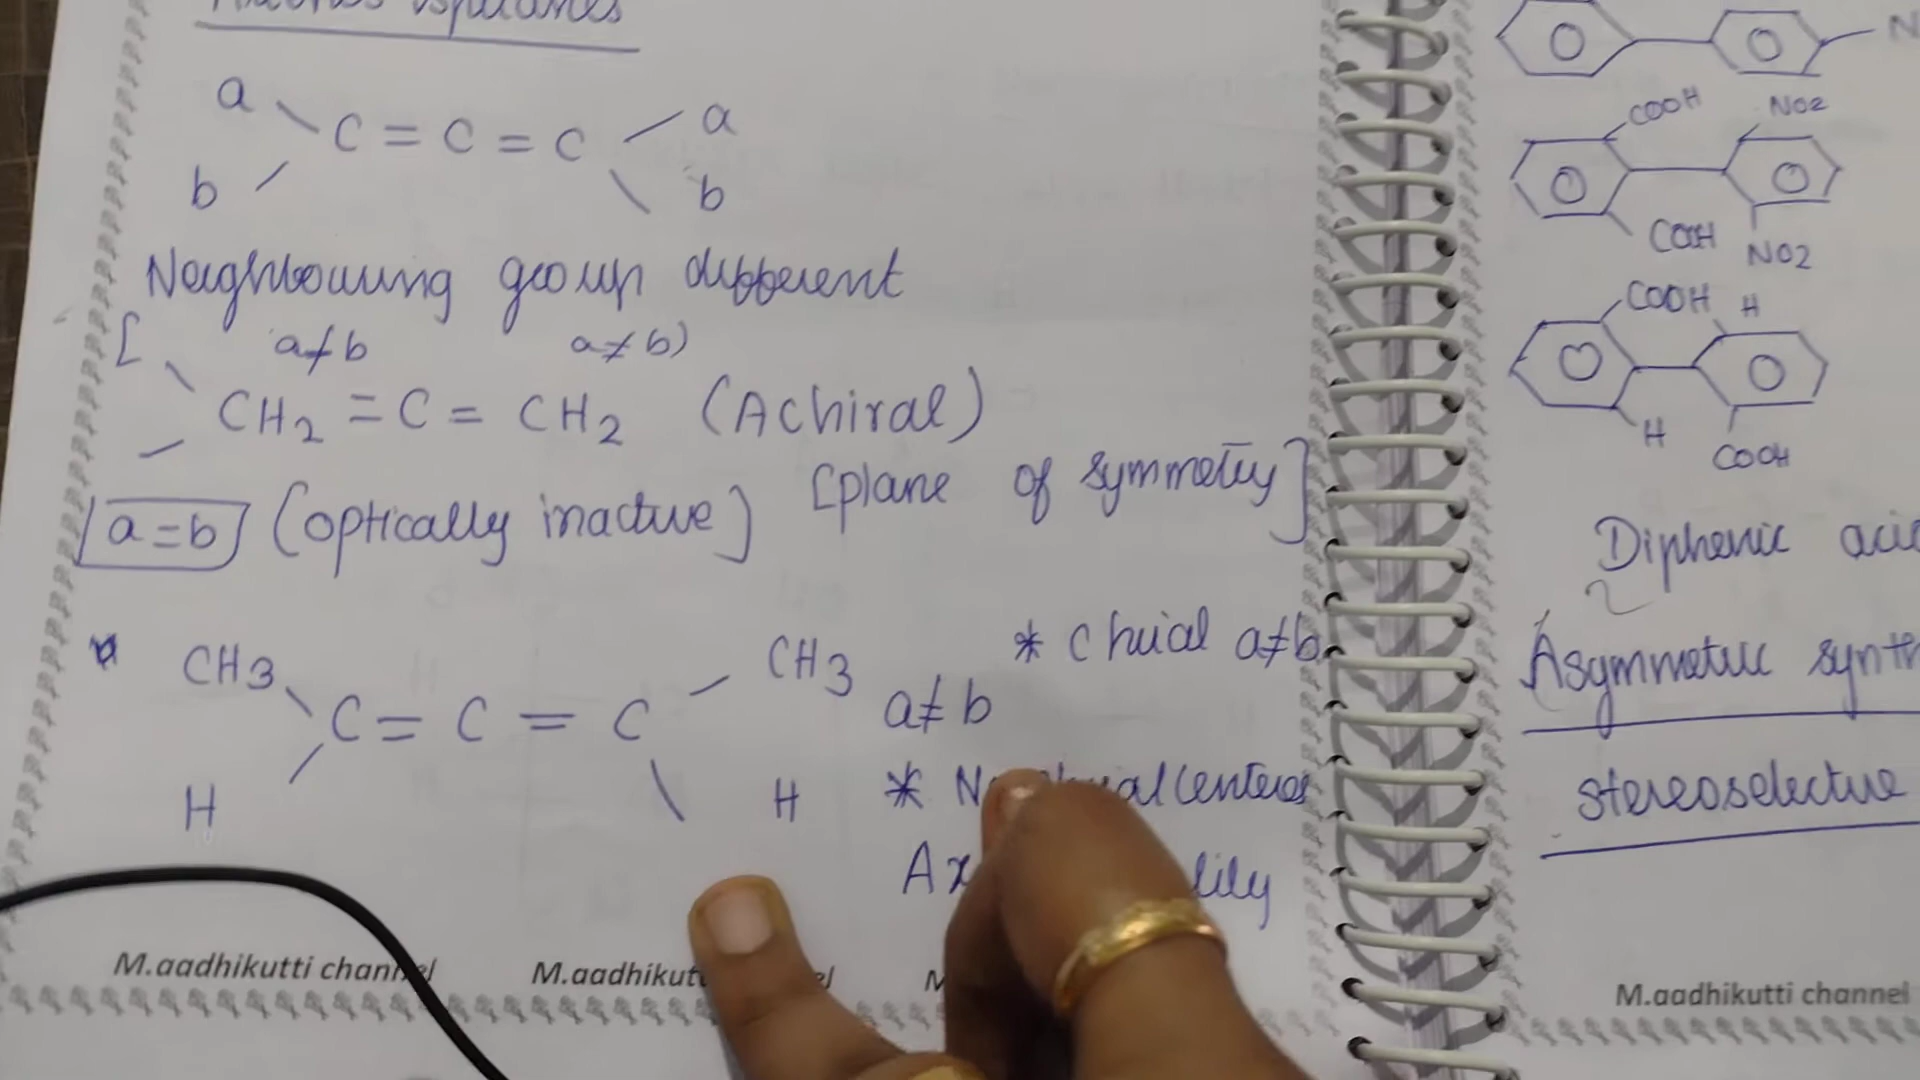 a a
C = C = C
b b
Neighbouring group different
[ a≠b a≠b)
CH2 = C = CH2 (Achiral)
a=b (optically inactive) [plane of symmetry]
CH3 CH3 * Chiral a≠b
C = C = C a≠b
H H *
M.aadhikutti channel M
COOH NO2
COOH NO2
COOH H
H COOH
Diphenic
Asymmetric
stereoselective
M.aadhikutti channel